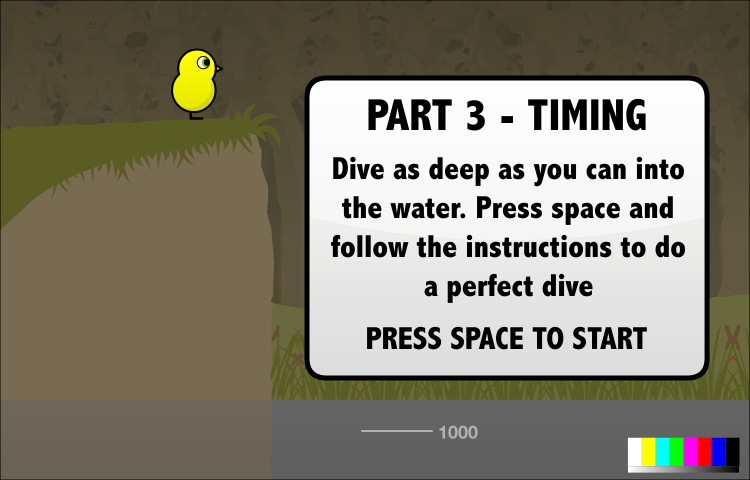 PART 3 - TIMING
Dive as deep as you can into
the water. Press space and
follow the instructions to do
a perfect dive
PRESS SPACE TO START
1000